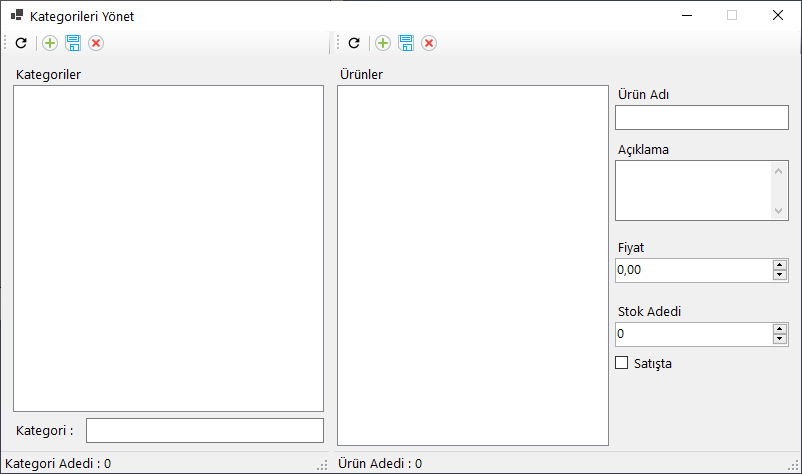 Kategorileri Yönet
Kategoriler
Kategori :
Kategori Adedi : 0
Ürünler
Ürün Adı
Açıklama
Fiyat
0,00
Stok Adedi
0
Satışta
Ürün Adedi : 0